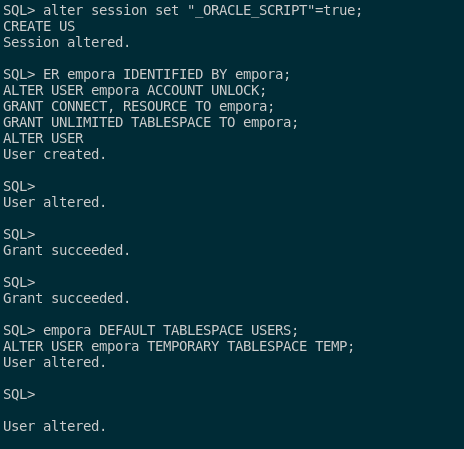 SQL> alter session set "_ORACLE_SCRIPT"=true;
CREATE US
Session altered.
SQL> ER empora IDENTIFIED BY empora;
ALTER USER empora ACCOUNT UNLOCK;
GRANT CONNECT, RESOURCE TO empora;
GRANT UNLIMITED TABLESPACE TO empora;
ALTER USER
User created.
SQL>
User altered.
SQL>
Grant succeeded.
SQL>
Grant succeeded.
SQL> empora DEFAULT TABLESPACE USERS;
ALTER USER empora TEMPORARY TABLESPACE TEMP;
User altered.
SQL>
User altered.